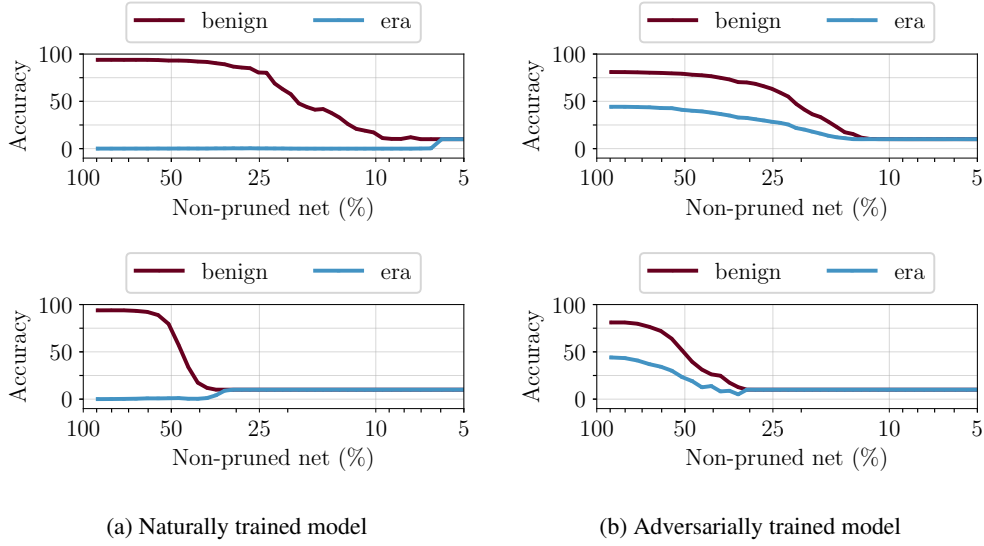 benign era
100
50
0
Accuracy
100 50 25 10 5
Non-pruned net (%)
benign era
100
50
0
Accuracy
100 50 25 10 5
Non-pruned net (%)
benign era
100
50
0
Accuracy
100 50 25 10 5
Non-pruned net (%)
benign era
100
50
0
Accuracy
100 50 25 10 5
Non-pruned net (%)
(a) Naturally trained model
(b) Adversarially trained model